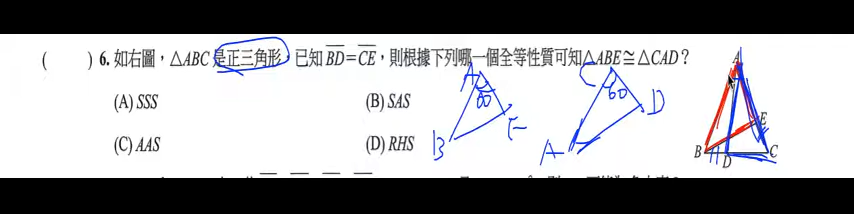 (　　) 6. 如右圖，△ABC 是正三角形，已知 BD=CE，則根據下列哪一個全等性質可知△ABE≅△CAD？
(A) SSS (B) SAS
(C) AAS (D) RHS
A 60 B E
C 60 D A
A B D C E